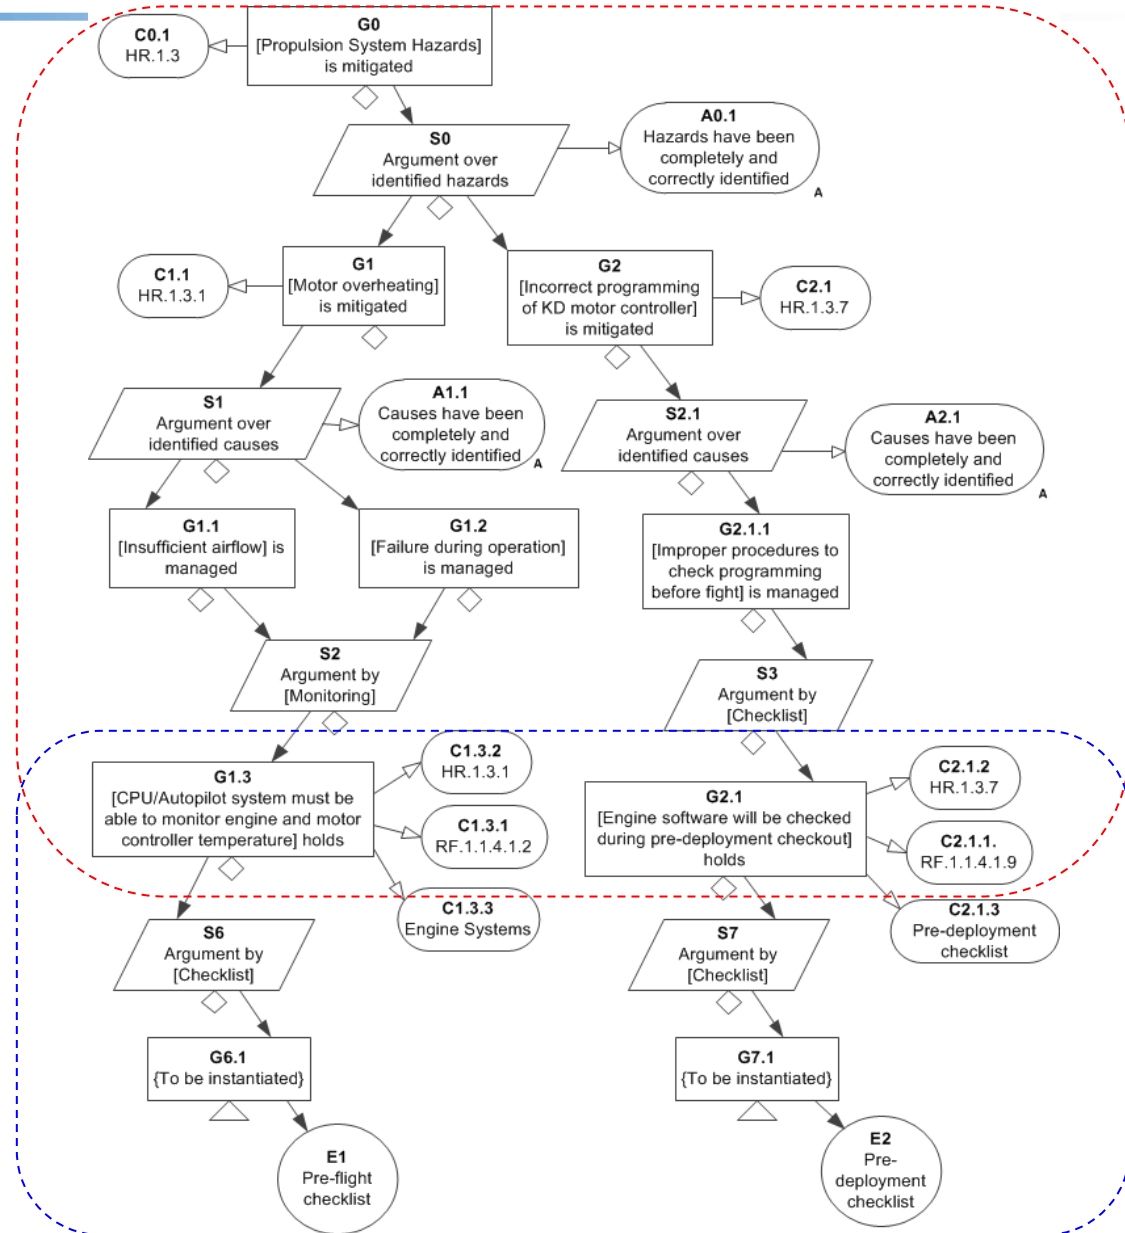 G0
[Propulsion System Hazards]
is mitigated
C0.1
HR.1.3
S0
Argument over
identified hazards
A0.1
Hazards have been
completely and
correctly identified
A
G1
[Motor overheating]
is mitigated
C1.1
HR.1.3.1
G2
[Incorrect programming
of KD motor controller]
is mitigated
C2.1
HR.1.3.7
S1
Argument over
identified causes
A1.1
Causes have been
completely and
correctly identified
A
S2.1
Argument over
identified causes
A2.1
Causes have been
completely and
correctly identified
A
G1.1
[Insufficient airflow] is
managed
G1.2
[Failure during operation]
is managed
G2.1.1
[Improper procedures to
check programming
before fight] is managed
S2
Argument by
[Monitoring]
S3
Argument by
[Checklist]
G1.3
[CPU/Autopilot system must be
able to monitor engine and motor
controller temperature] holds
C1.3.2
HR.1.3.1
C1.3.1
RF.1.1.4.1.2
C1.3.3
Engine Systems
G2.1
[Engine software will be checked
during pre-deployment checkout]
holds
C2.1.2
HR.1.3.7
C2.1.1.
RF.1.1.4.1.9
C2.1.3
Pre-deployment
checklist
S6
Argument by
[Checklist]
S7
Argument by
[Checklist]
G6.1
{To be instantiated}
G7.1
{To be instantiated}
E1
Pre-flight
checklist
E2
Pre-
deployment
checklist